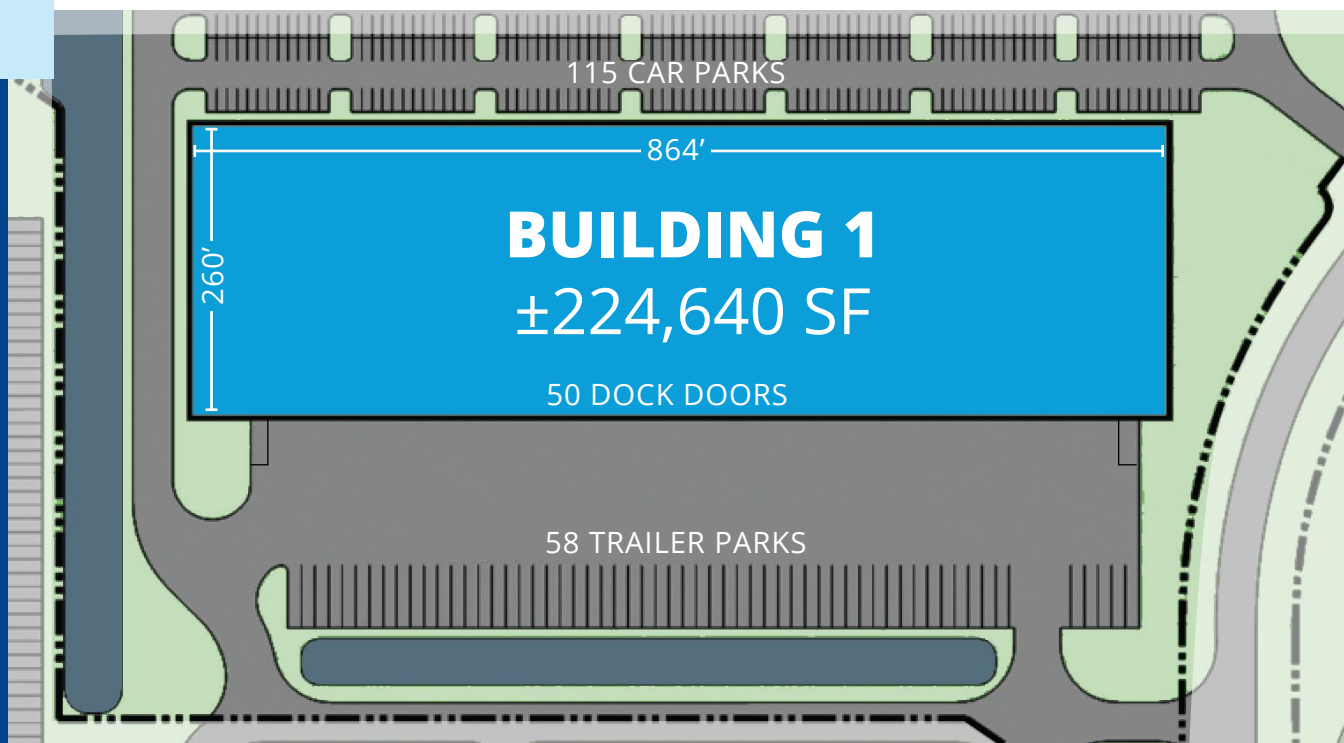 115 CAR PARKS
864’
260’
BUILDING 1
±224,640 SF
50 DOCK DOORS
58 TRAILER PARKS